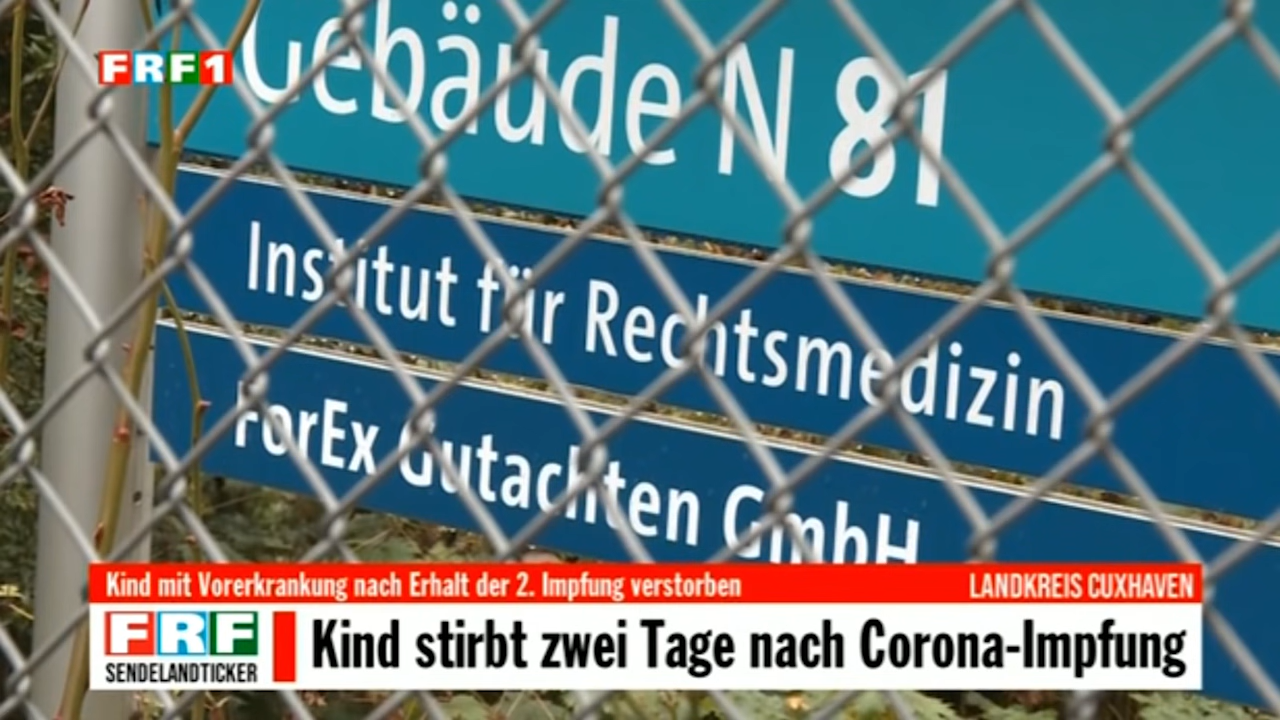 FRF1
Gebäude N 81
Institut für Rechtsmedizin
ForEx Gutachten GmbH
Kind mit Vorerkrankung nach Erhalt der 2. Impfung verstorben
LANDKREIS CUXHAVEN
FRF
SENDELANDTICKER
Kind stirbt zwei Tage nach Corona-Impfung